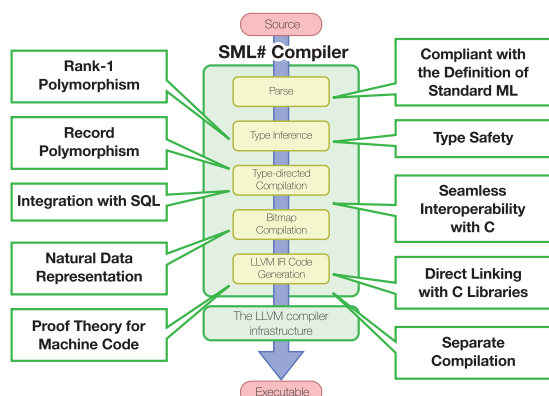 Source
SML# Compiler
Rank-1
Polymorphism
Record
Polymorphism
Integration with SQL
Natural Data
Representation
Proof Theory for
Machine Code
Parse
Type Inference
Type-directed
Compilation
Bitmap
Compilation
LLVM IR Code
Generation
The LLVM compiler
infrastructure
Executable
Compliant with
the Definition of
Standard ML
Type Safety
Seamless
Interoperability
with C
Direct Linking
with C Libraries
Separate
Compilation